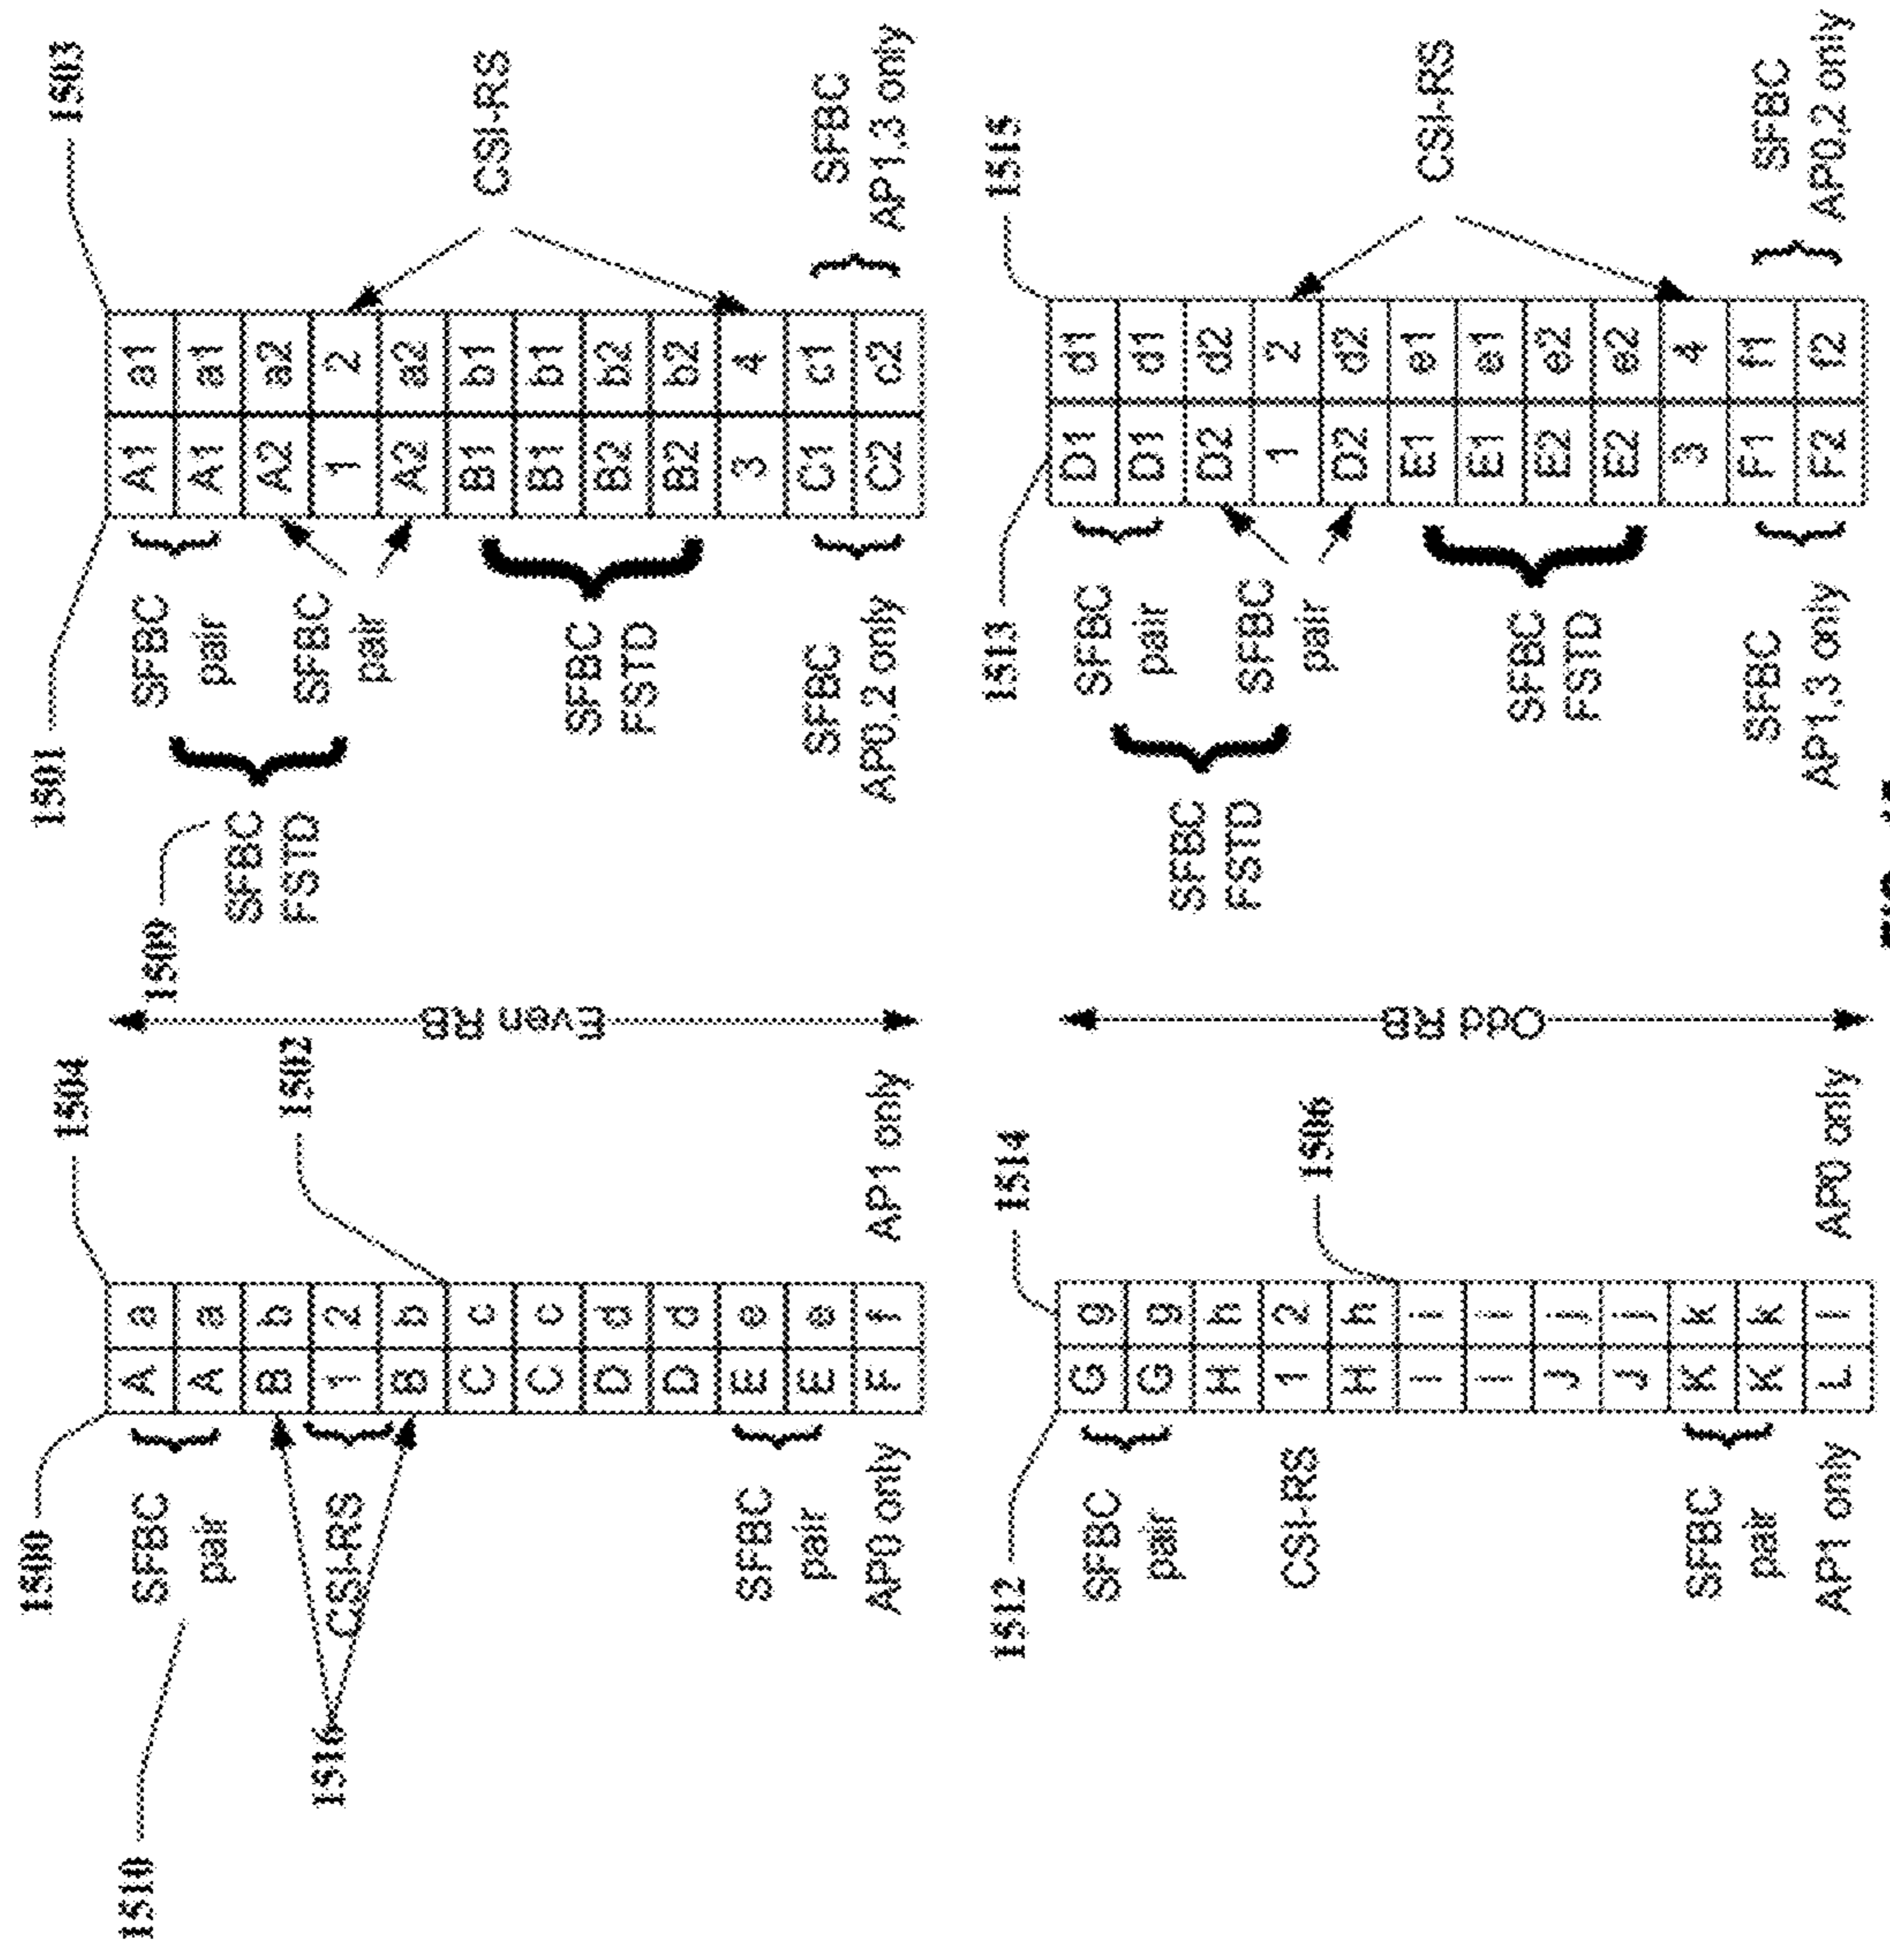 1503
1501
1509
SFBC
FSTD
SFBC
pair
SFBC
pair
SFBC
FSTD
SFBC
AP0,2 only
A1 a1
A1 a1
A2 a2
1 2
A2 a2
B1 b1
B1 b1
B2 b2
B2 b2
3 4
C1 c1
C2 c2
CSI-RS
SFBC
AP1,3 only
Even RB
1504
1502
1500
1510
1516
SFBC
pair
CSI-RS
SFBC
pair
AP0 only
A a
A a
B b
1 2
B b
C c
C c
D d
D d
E e
E e
F f
AP1 only
1515
1513
SFBC
FSTD
SFBC
pair
SFBC
pair
SFBC
FSTD
SFBC
AP1,3 only
D1 d1
D1 d1
D2 d2
1 2
D2 d2
E1 e1
E1 e1
E2 e2
E2 e2
3 4
F1 f1
F2 f2
CSI-RS
SFBC
AP0,2 only
Odd RB
1514
1506
1512
SFBC
pair
CSI-RS
SFBC
pair
AP1 only
G g
G g
H h
1 2
H h
I i
I i
J j
J j
K k
K k
L l
AP0 only